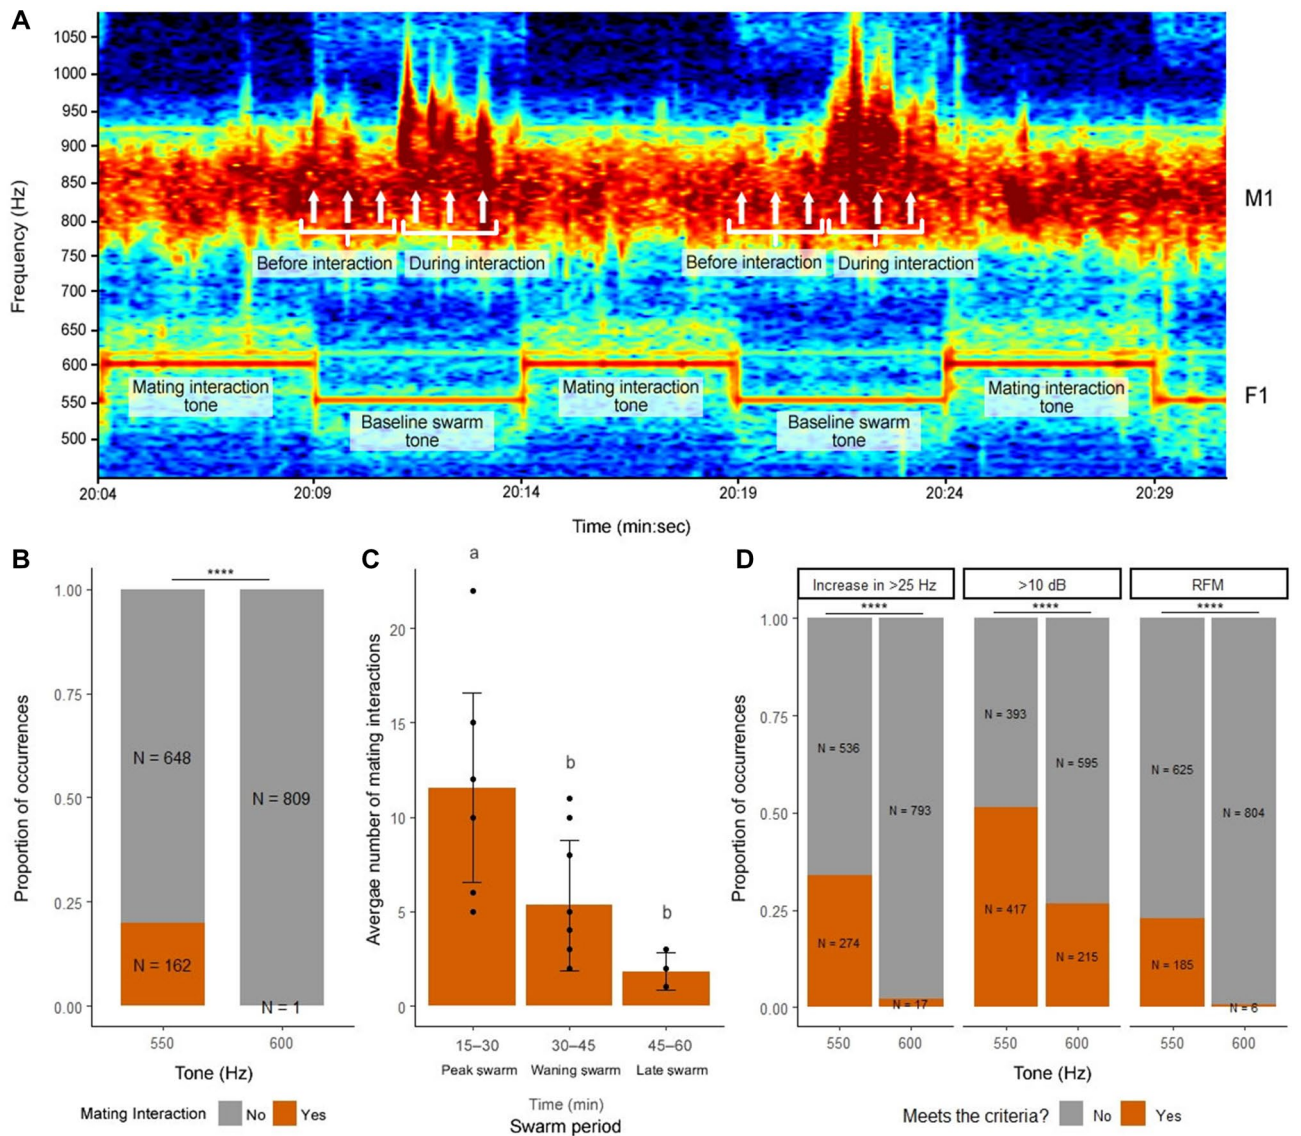 A
1050
1000
950
900
850
800
750
700
650
600
550
500
Frequency (Hz)
M1
F1
Before interaction
During interaction
Before interaction
During interaction
Mating interaction
tone
Baseline swarm
tone
Mating interaction
tone
Baseline swarm
tone
Mating interaction
tone
20:04
20:09
20:14
20:19
20:24
20:29
Time (min:sec)
B
****
1.00
0.75
0.50
0.25
0.00
Proportion of occurrences
N = 648
N = 809
N = 162
N = 1
550
600
Tone (Hz)
Mating Interaction No Yes
C
a
b
b
20
15
10
5
0
Avergae number of mating interactions
15–30
30–45
45–60
Peak swarm
Waning swarm
Late swarm
Time (min)
Swarm period
D
Increase in >25 Hz
>10 dB
RFM
****
****
****
1.00
0.75
0.50
0.25
0.00
Proportion of occurrences
N = 536
N = 793
N = 274
N = 17
N = 393
N = 595
N = 417
N = 215
N = 625
N = 804
N = 185
N = 6
550
600
550
600
550
600
Tone (Hz)
Meets the criteria? No Yes